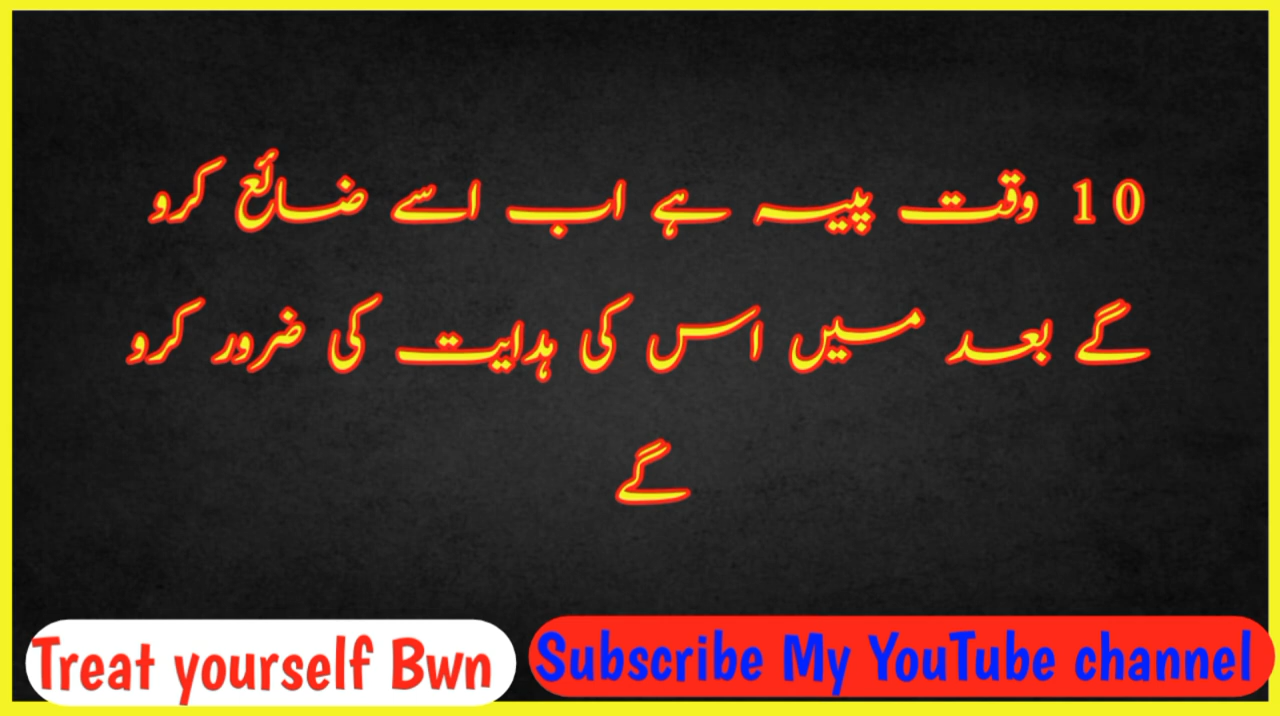 10 وقت پیسہ ہے اب اسے ضائع کرو
گے بعد میں اس کی ہدایت کی ضرور کرو
گے
Treat yourself Bwn
Subscribe My YouTube channel